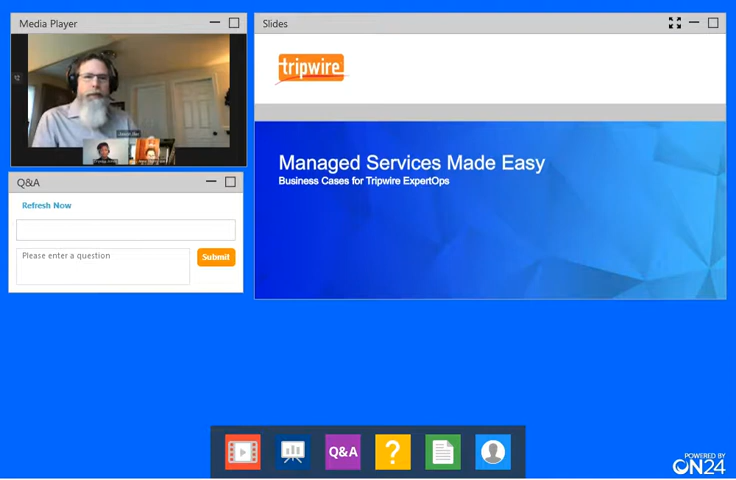 Media Player
Slides
tripwire
Managed Services Made Easy
Business Cases for Tripwire ExpertOps
Q&A
Refresh Now
Please enter a question
Submit
Q&A
?
POWERED BY
ON24